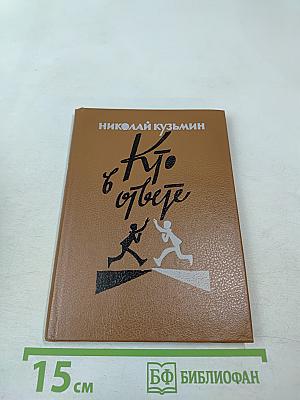 НИКОЛАЙ КУЗЬМИН
Кто
в
ответе
15 см
БФ БИБЛИОФАН